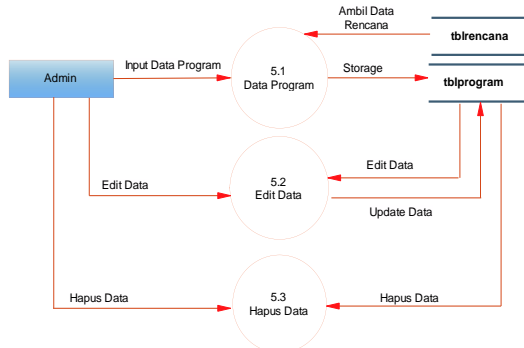 Ambil Data
Rencana
tblrencana
Input Data Program
5.1
Data Program
Storage
tblprogram
Admin
Edit Data
5.2
Edit Data
Edit Data
Update Data
Hapus Data
5.3
Hapus Data
Hapus Data